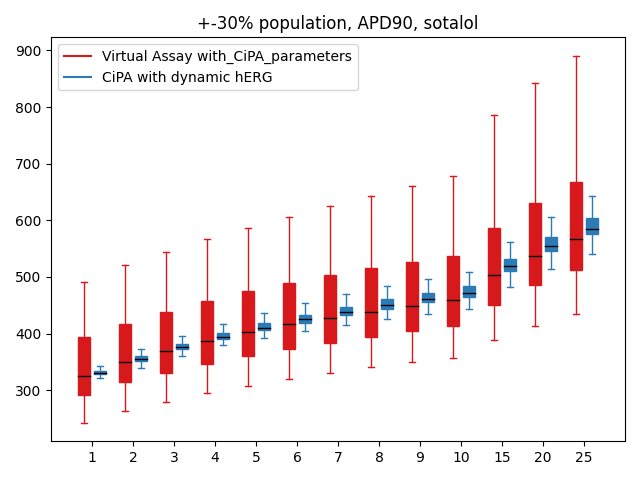 +-30% population, APD90, sotalol
Virtual Assay with_CiPA_parameters
CiPA with dynamic hERG
900
800
700
600
500
400
300
1 2 3 4 5 6 7 8 9 10 15 20 25